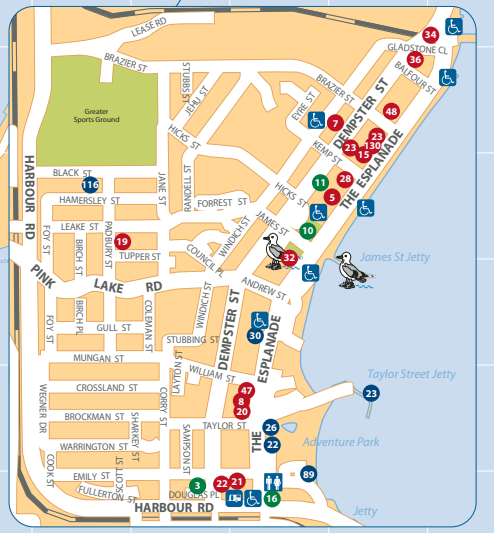 LEASE RD
34
GLADSTONE CL
36
BRAZIER ST
BALFOUR ST
STUBBS ST
JEHU ST
BRAZIER ST
EYRE ST
DEMPSTER ST
48
Greater
Sports Ground
7
HICKS ST
KEMP ST
23
130
23
15
THE ESPLANADE
HARBOUR RD
BLACK ST
116
JANE ST
RANDELL ST
11
28
5
HICKS ST
HAMERSLEY ST
FORREST ST
JAMES ST
10
LEAKE ST
FOY ST
BIRCH ST
PADBURY ST
19
TUPPER ST
WINDICH ST
COUNCIL PL
32
James St Jetty
PINK LAKE RD
ANDREW ST
FOY ST
BIRCH PL
GULL ST
COLEMAN ST
WINDICH ST
DEMPSTER ST
30
STUBBING ST
THE ESPLANADE
MUNGAN ST
LAYTON ST
WILLIAM ST
Taylor Street Jetty
WEGNER DR
CROSSLAND ST
CORRY ST
47
8
20
23
BROCKMAN ST
SHARKEY ST
TAYLOR ST
26
22
Adventure Park
SAMPSON ST
WARRINGTON ST
COOK ST
EMILY ST
SCOTT ST
FULLERTON ST
3
22
21
89
DOUGLAS PL
16
HARBOUR RD
Jetty